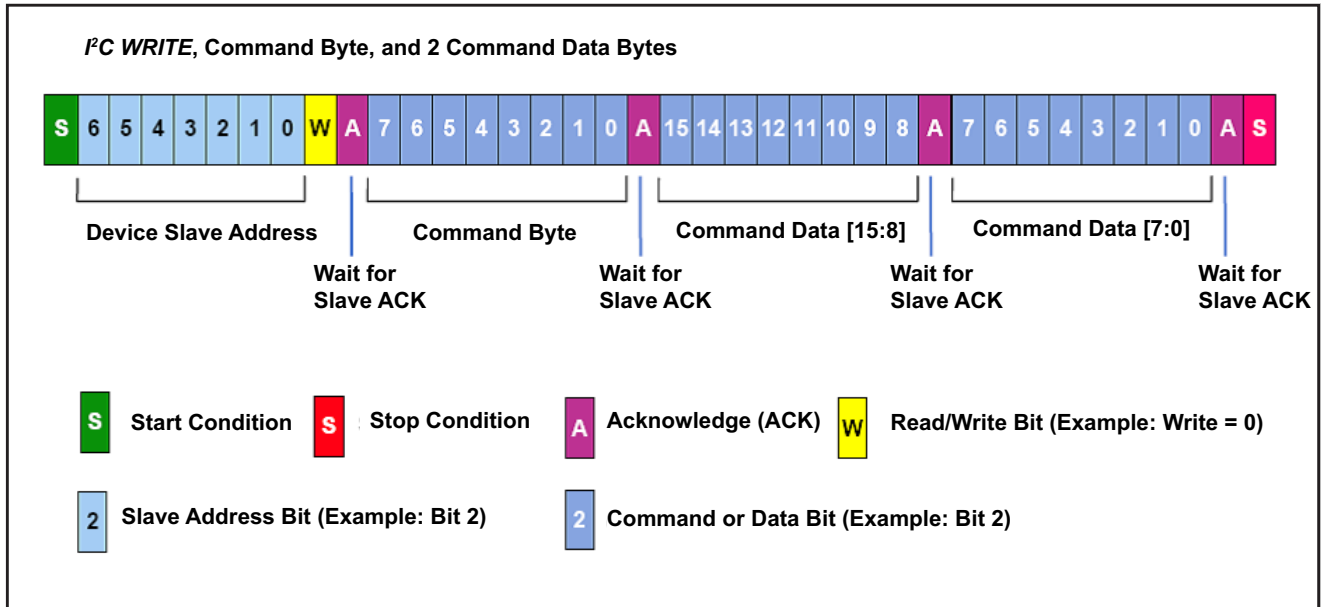 I²C WRITE, Command Byte, and 2 Command Data Bytes
S 6 5 4 3 2 1 0 W A 7 6 5 4 3 2 1 0 A 15 14 13 12 11 10 9 8 A 7 6 5 4 3 2 1 0 A S
Device Slave Address
Command Byte
Command Data [15:8]
Command Data [7:0]
Wait for
Slave ACK
Wait for
Slave ACK
Wait for
Slave ACK
Wait for
Slave ACK
S Start Condition
S : Stop Condition
A Acknowledge (ACK)
W Read/Write Bit (Example: Write = 0)
2 Slave Address Bit (Example: Bit 2)
2 Command or Data Bit (Example: Bit 2)